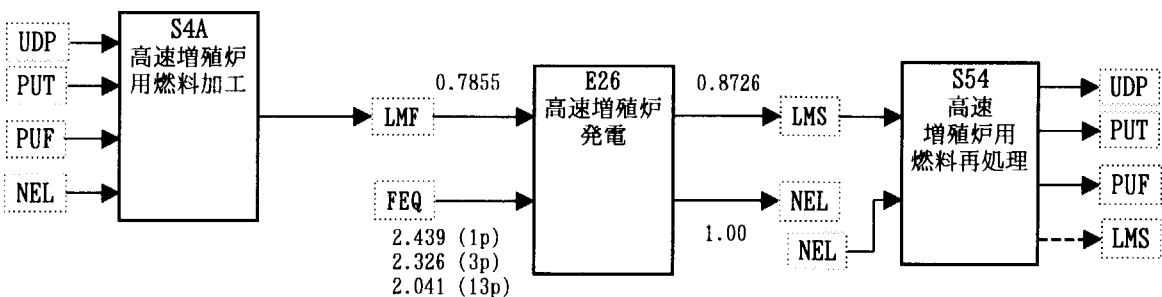 UDP
PUT
PUF
NEL
S4A
高速増殖炉
用燃料加工
LMF
0.7855
FEQ
2.439 (1p)
2.326 (3p)
2.041 (13p)
E26
高速増殖炉
発電
0.8726
LMS
NEL
1.00
NEL
S54
高速
増殖炉用
燃料再処理
UDP
PUT
PUF
LMS